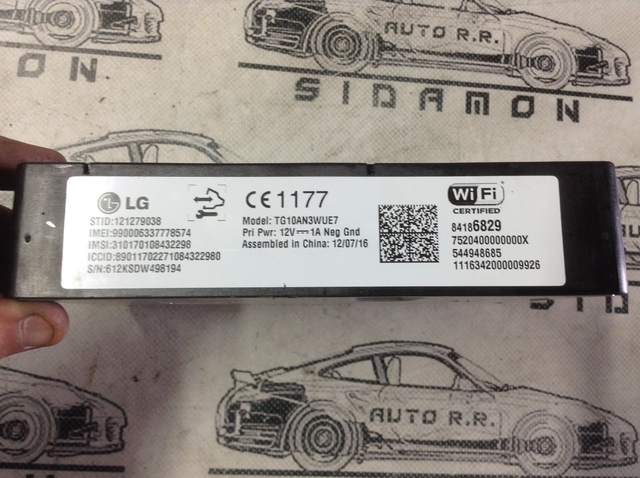 AUTO R.R.
ON
SIDAMON
LG
CE1177
STID:121279038
IMEI:990006337778574
IMSI:310170108432298
ICCID:89011702271084322980
S/N:612KSDW498194
Model: TG10AN3WUE7
Pri Pwr: 12V 1A Neg Gnd
Assembled in China: 12/07/16
WiFi
CERTIFIED
84186829
7520400000000X
544948685
1116342000009926
SID
AUTO R.R.